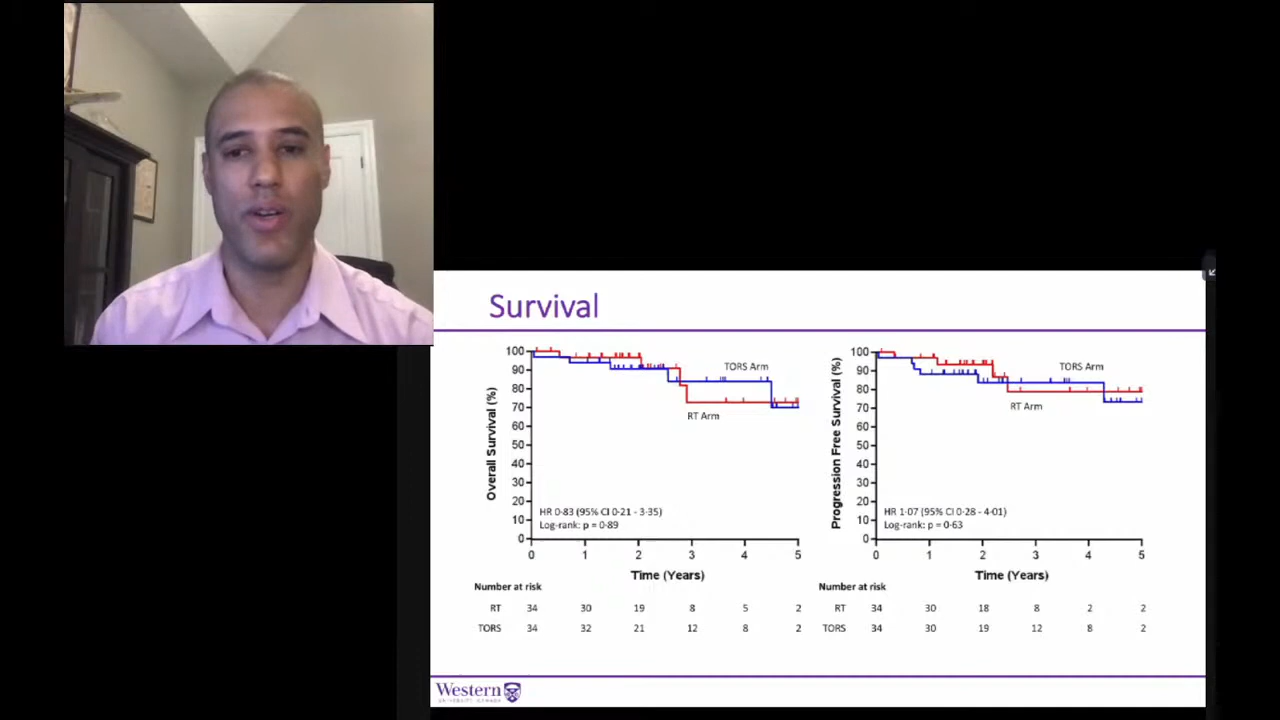 Survival
100
90
80
70
60
50
40
30
20
10
0
Overall Survival (%)
TORS Arm
RT Arm
HR 0·83 (95% CI 0·21 - 3·35)
Log-rank: p = 0·89
0 1 2 3 4 5
Time (Years)
Number at risk
RT 34 30 19 8 5 2
TORS 34 32 21 12 8 2
100
90
80
70
60
50
40
30
20
10
0
Progression Free Survival (%)
TORS Arm
RT Arm
HR 1·07 (95% CI 0·28 - 4·01)
Log-rank: p = 0·63
0 1 2 3 4 5
Time (Years)
Number at risk
RT 34 30 18 8 2 2
TORS 34 30 19 12 8 2
Western
UNIVERSITY · CANADA